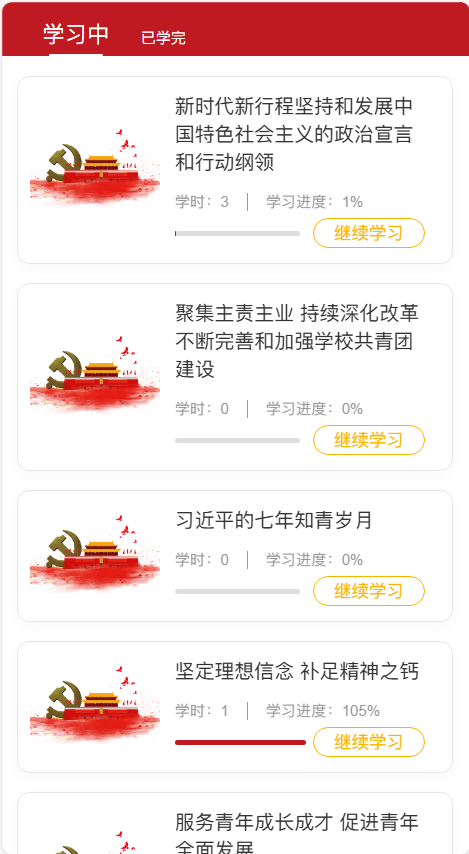 学习中 已学完
新时代新行程坚持和发展中
国特色社会主义的政治宣言
和行动纲领
学时：3 学习进度：1%
继续学习
聚集主责主业 持续深化改革
不断完善和加强学校共青团
建设
学时：0 学习进度：0%
继续学习
习近平的七年知青岁月
学时：0 学习进度：0%
继续学习
坚定理想信念 补足精神之钙
学时：1 学习进度：105%
继续学习
服务青年成长成才 促进青年
全面发展